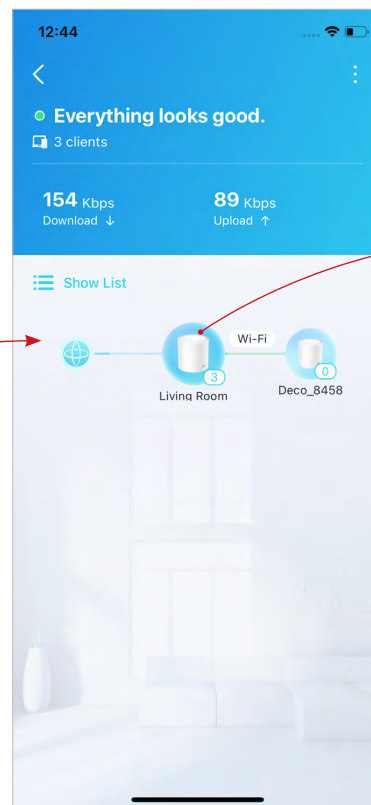 12:44
Everything looks good.
3 clients
154 Kbps
Download ↓
89 Kbps
Upload ↑
Show List
Wi-Fi
3
0
Living Room
Deco_8458